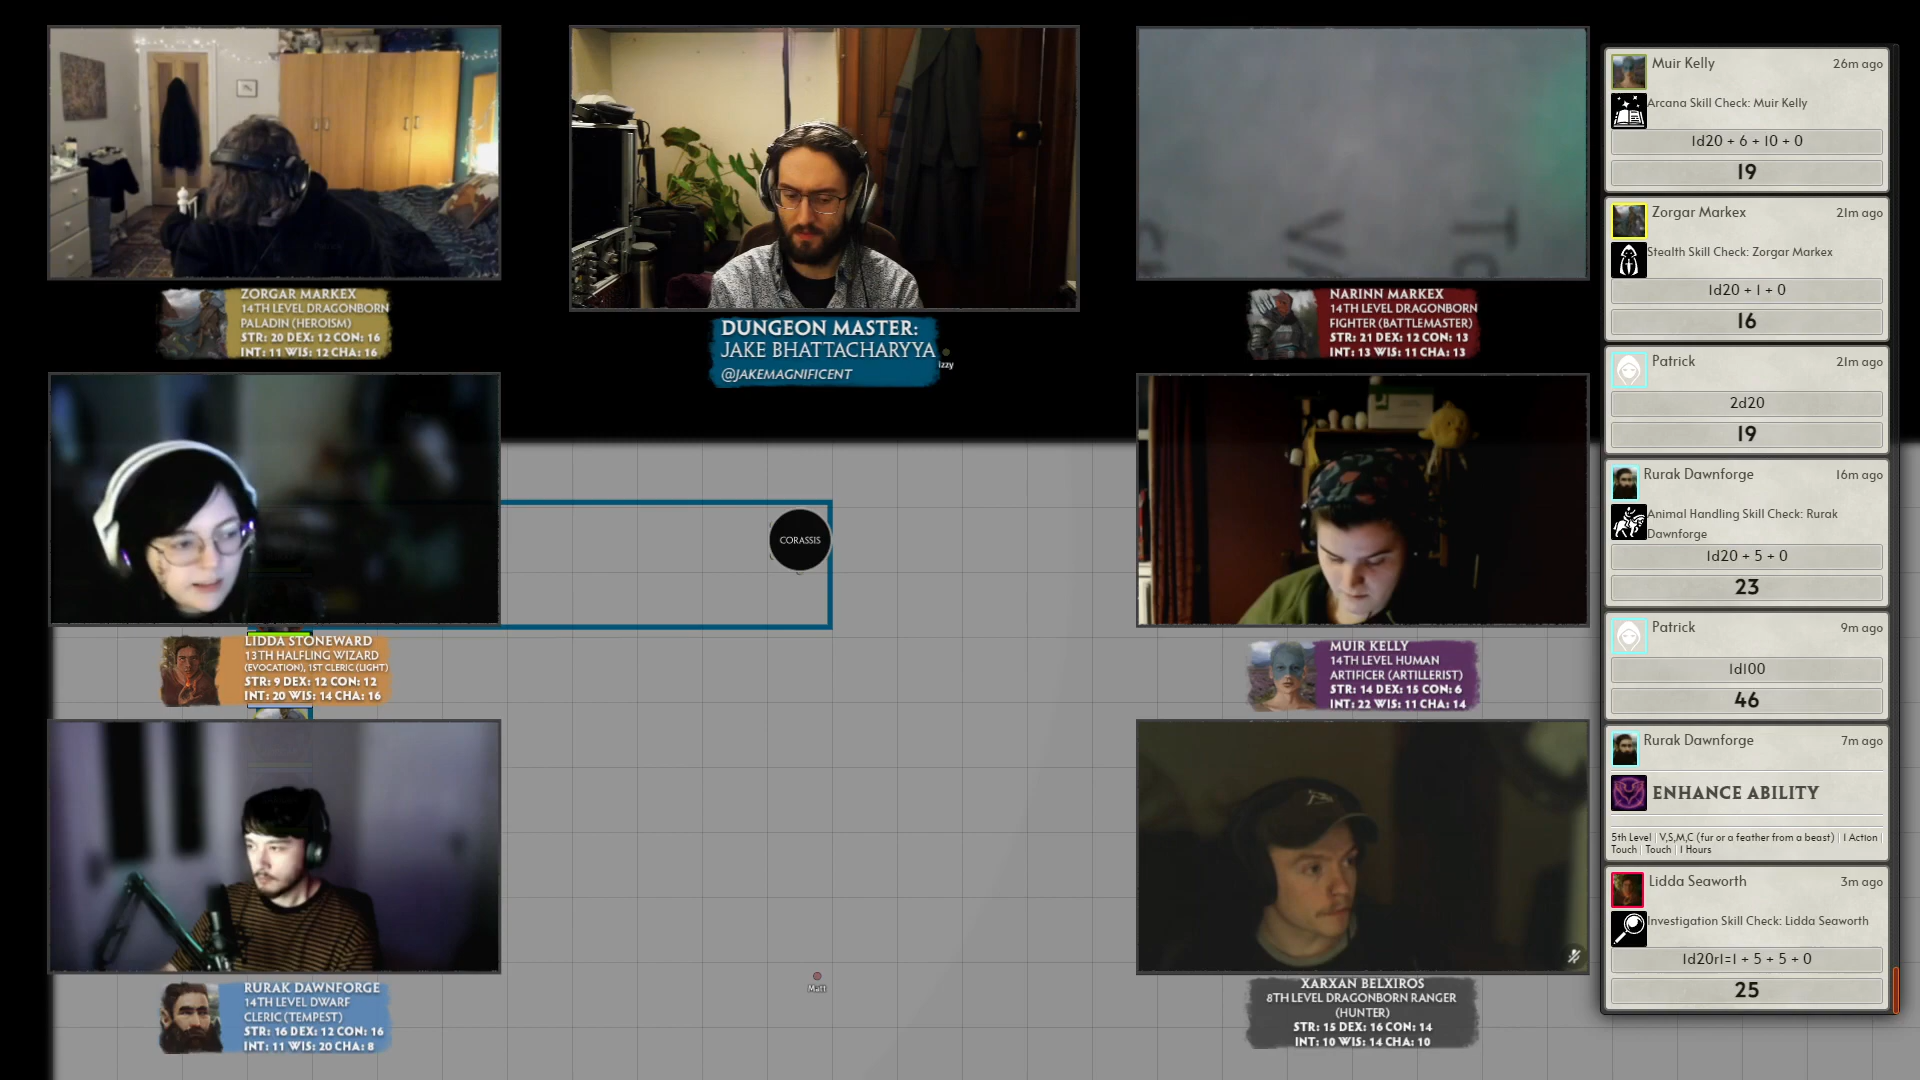 ZORGAR MARKEX
14TH LEVEL DRAGONBORN
PALADIN (HEROISM)
STR: 20 DEX: 12 CON: 16
INT: 11 WIS: 12 CHA: 16
DUNGEON MASTER:
JAKE BHATTACHARYYA
@JAKEMAGNIFICENT
izzy
NARINN MARKEX
14TH LEVEL DRAGONBORN
FIGHTER (BATTLEMASTER)
STR: 21 DEX: 12 CON: 13
INT: 13 WIS: 11 CHA: 13
CORASSIS
LIDDA STONEWARD
13TH HALFLING WIZARD
(EVOCATION), 1ST CLERIC (LIGHT)
STR: 9 DEX: 12 CON: 12
INT: 20 WIS: 14 CHA: 16
MUIR KELLY
14TH LEVEL HUMAN
ARTIFICER (ARTILLERIST)
STR: 14 DEX: 15 CON: 6
INT: 22 WIS: 11 CHA: 14
RURAK DAWNFORGE
14TH LEVEL DWARF
CLERIC (TEMPEST)
STR: 16 DEX: 12 CON: 16
INT: 11 WIS: 20 CHA: 8
Matt
XARXAN BELXIROS
8TH LEVEL DRAGONBORN RANGER
(HUNTER)
STR: 15 DEX: 16 CON: 14
INT: 10 WIS: 14 CHA: 10
Muir Kelly 26m ago
Arcana Skill Check: Muir Kelly
1d20 + 6 + 10 + 0
19
Zorgar Markex 21m ago
Stealth Skill Check: Zorgar Markex
1d20 + 1 + 0
16
Patrick 21m ago
2d20
19
Rurak Dawnforge 16m ago
Animal Handling Skill Check: Rurak
Dawnforge
1d20 + 5 + 0
23
Patrick 9m ago
1d100
46
Rurak Dawnforge 7m ago
ENHANCE ABILITY
5th Level | V,S,M,C (fur or a feather from a beast) | 1 Action |
Touch | Touch | 1 Hours
Lidda Seaworth 3m ago
Investigation Skill Check: Lidda Seaworth
1d20r1=1 + 5 + 5 + 0
25